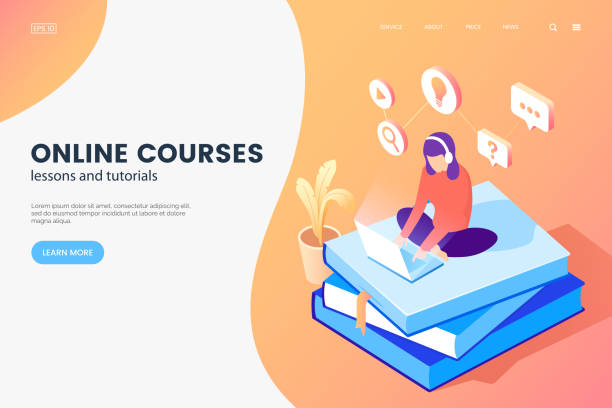 EPS 10
SERVICE ABOUT PRICE NEWS
ONLINE COURSES
lessons and tutorials
Lorem ipsum dolor sit amet, consectetur adipiscing elit,
sed do eiusmod tempor incididunt ut labore et dolore
magna aliqua.
LEARN MORE
?